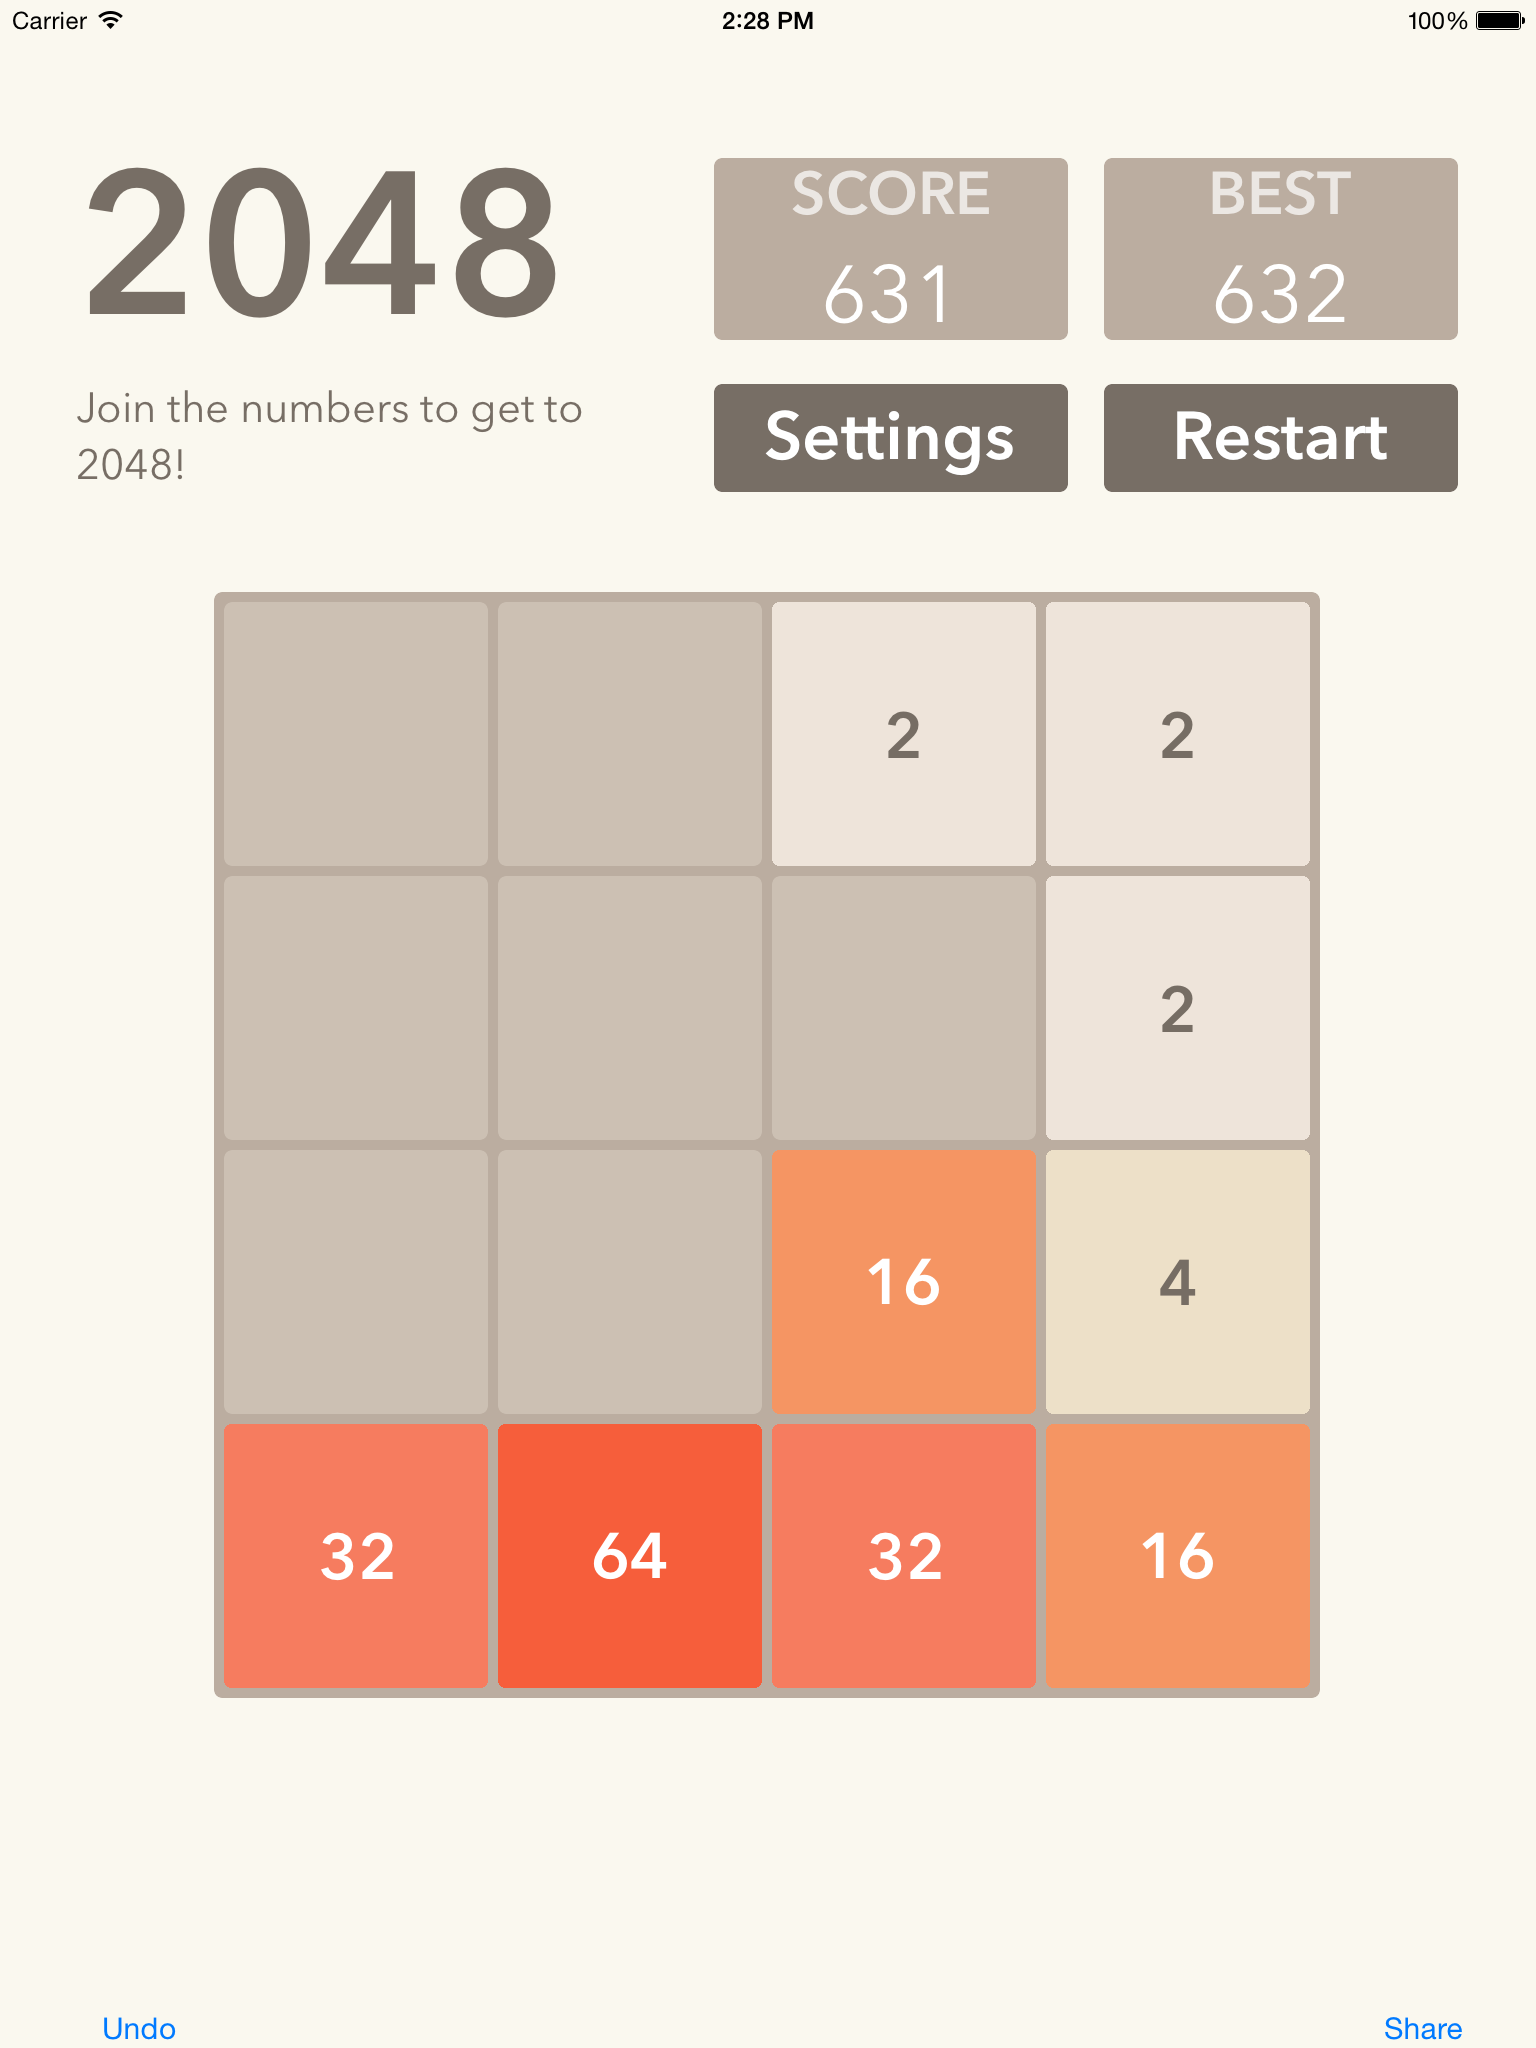 Carrier 2:28 PM 100%
2048
SCORE
631
BEST
632
Join the numbers to get to
2048!
Settings
Restart
2 2
2
16 4
32 64 32 16
Undo Share